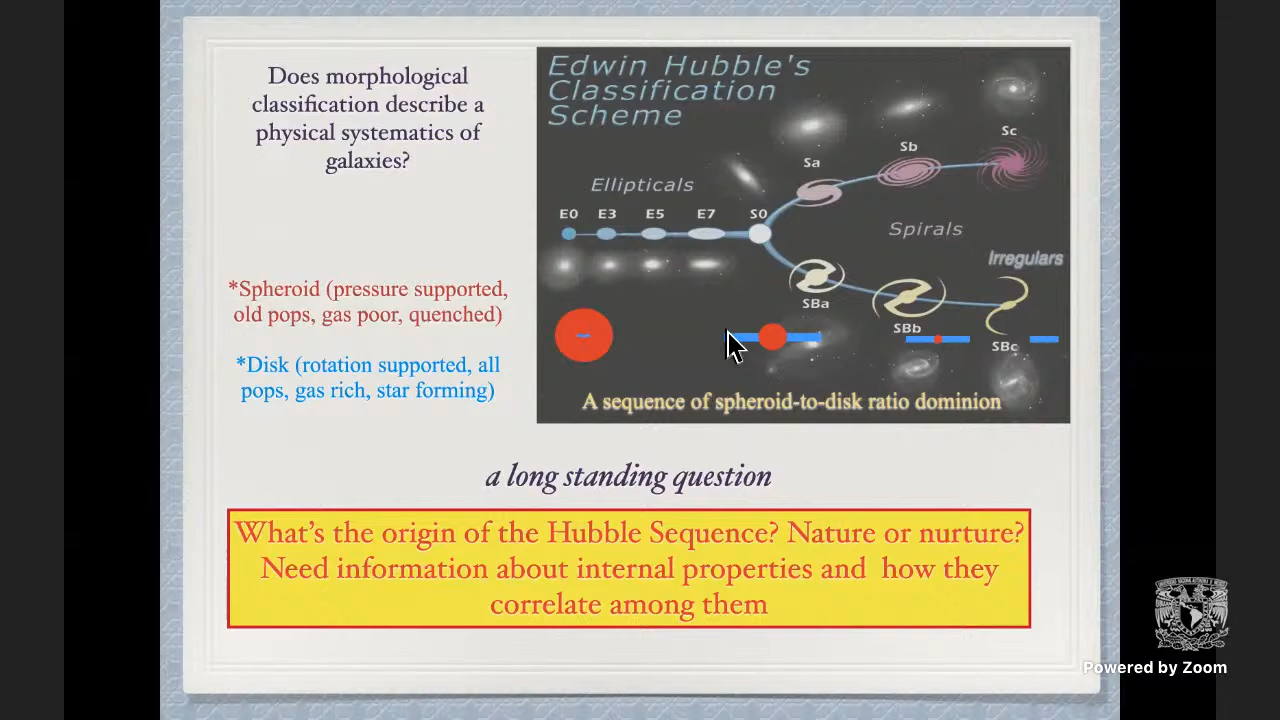 Does morphological
classification describe a
physical systematics of
galaxies?
*Spheroid (pressure supported,
old pops, gas poor, quenched)
*Disk (rotation supported, all
pops, gas rich, star forming)
Edwin Hubble's
Classification
Scheme
Sc
Sb
Sa
Ellipticals
E0 E3 E5 E7 S0
Spirals
Irregulars
SBa
SBb
SBc
A sequence of spheroid-to-disk ratio dominion
a long standing question
What's the origin of the Hubble Sequence? Nature or nurture?
Need information about internal properties and how they
correlate among them
Powered by Zoom